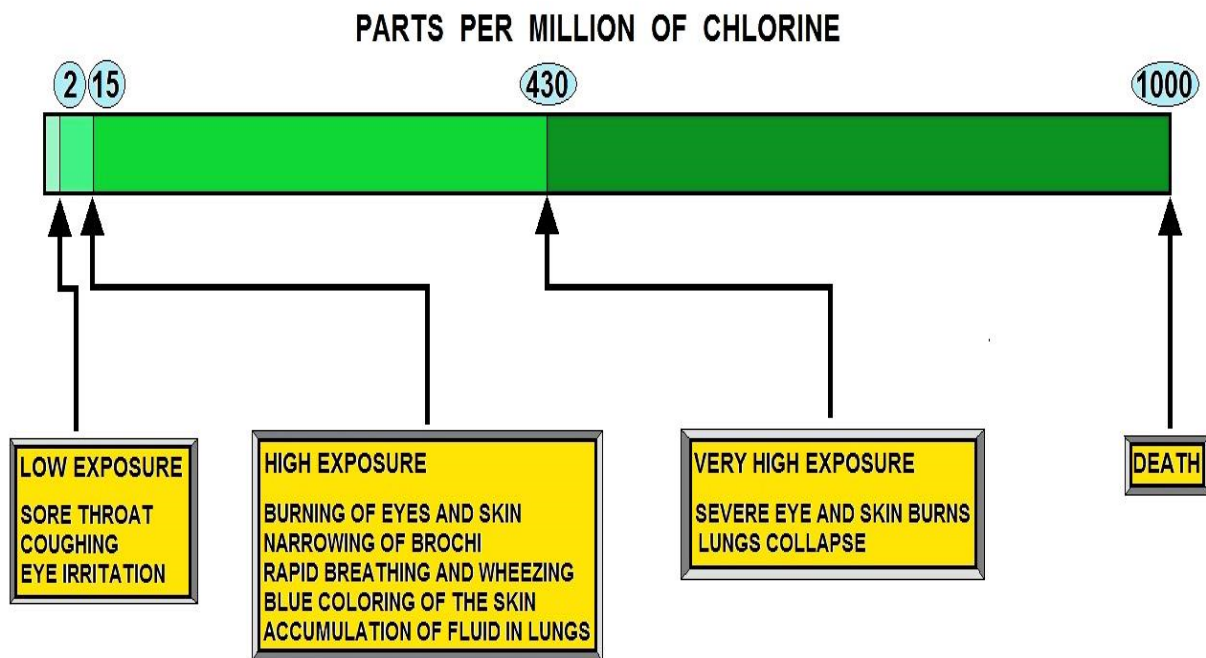 PARTS PER MILLION OF CHLORINE
2 15 430 1000
LOW EXPOSURE
SORE THROAT
COUGHING
EYE IRRITATION
HIGH EXPOSURE
BURNING OF EYES AND SKIN
NARROWING OF BROCHI
RAPID BREATHING AND WHEEZING
BLUE COLORING OF THE SKIN
ACCUMULATION OF FLUID IN LUNGS
VERY HIGH EXPOSURE
SEVERE EYE AND SKIN BURNS
LUNGS COLLAPSE
DEATH